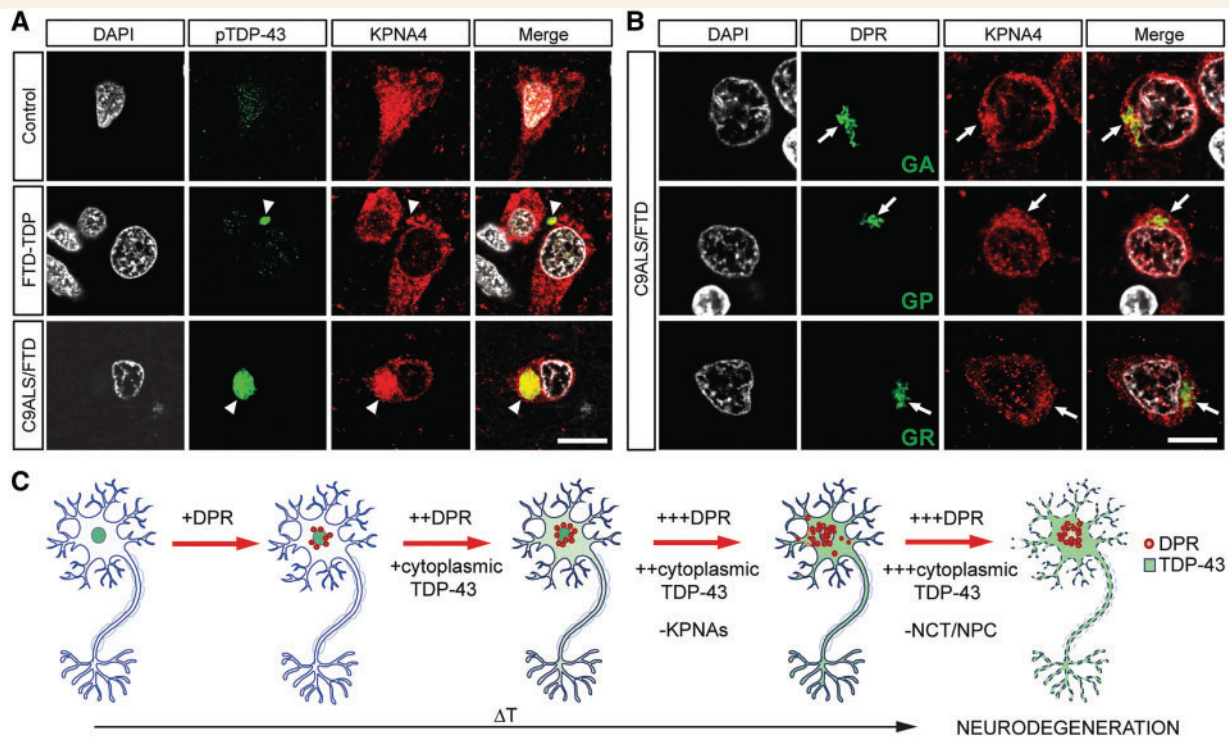 A
DAPI pTDP-43 KPNA4 Merge
Control
FTD-TDP
C9ALS/FTD
B
DAPI DPR KPNA4 Merge
C9ALS/FTD
GA
GP
GR
C
+DPR
++DPR
+cytoplasmic
TDP-43
+++DPR
++cytoplasmic
TDP-43
-KPNAs
+++DPR
+++cytoplasmic
TDP-43
-NCT/NPC
DPR
TDP-43
ΔT
NEURODEGENERATION